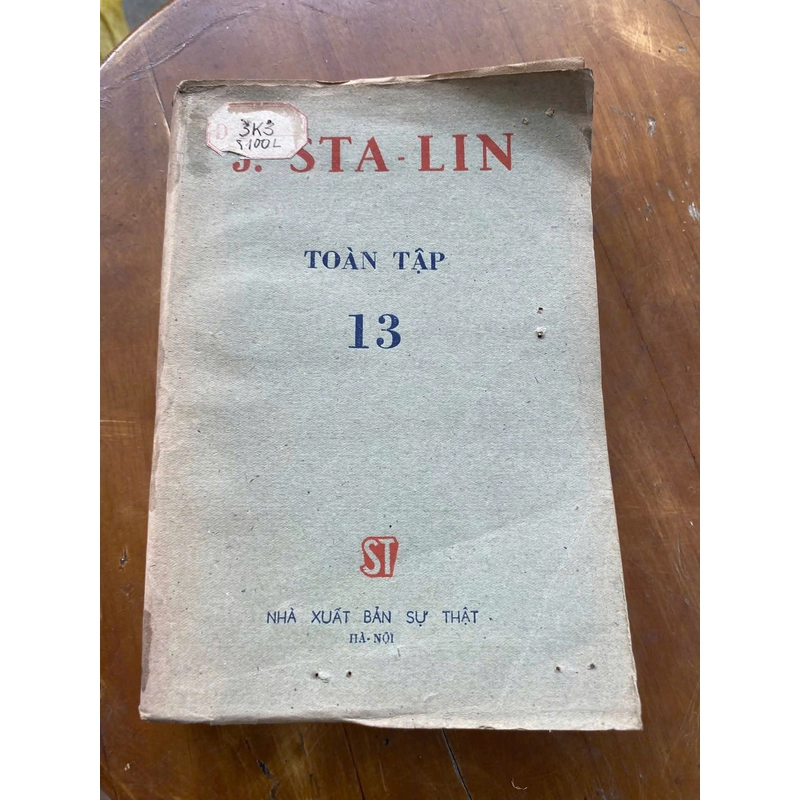 3K3
J. STA-LIN
TOÀN TẬP
13
ST
NHÀ XUẤT BẢN SỰ THẬT
HÀ-NỘI